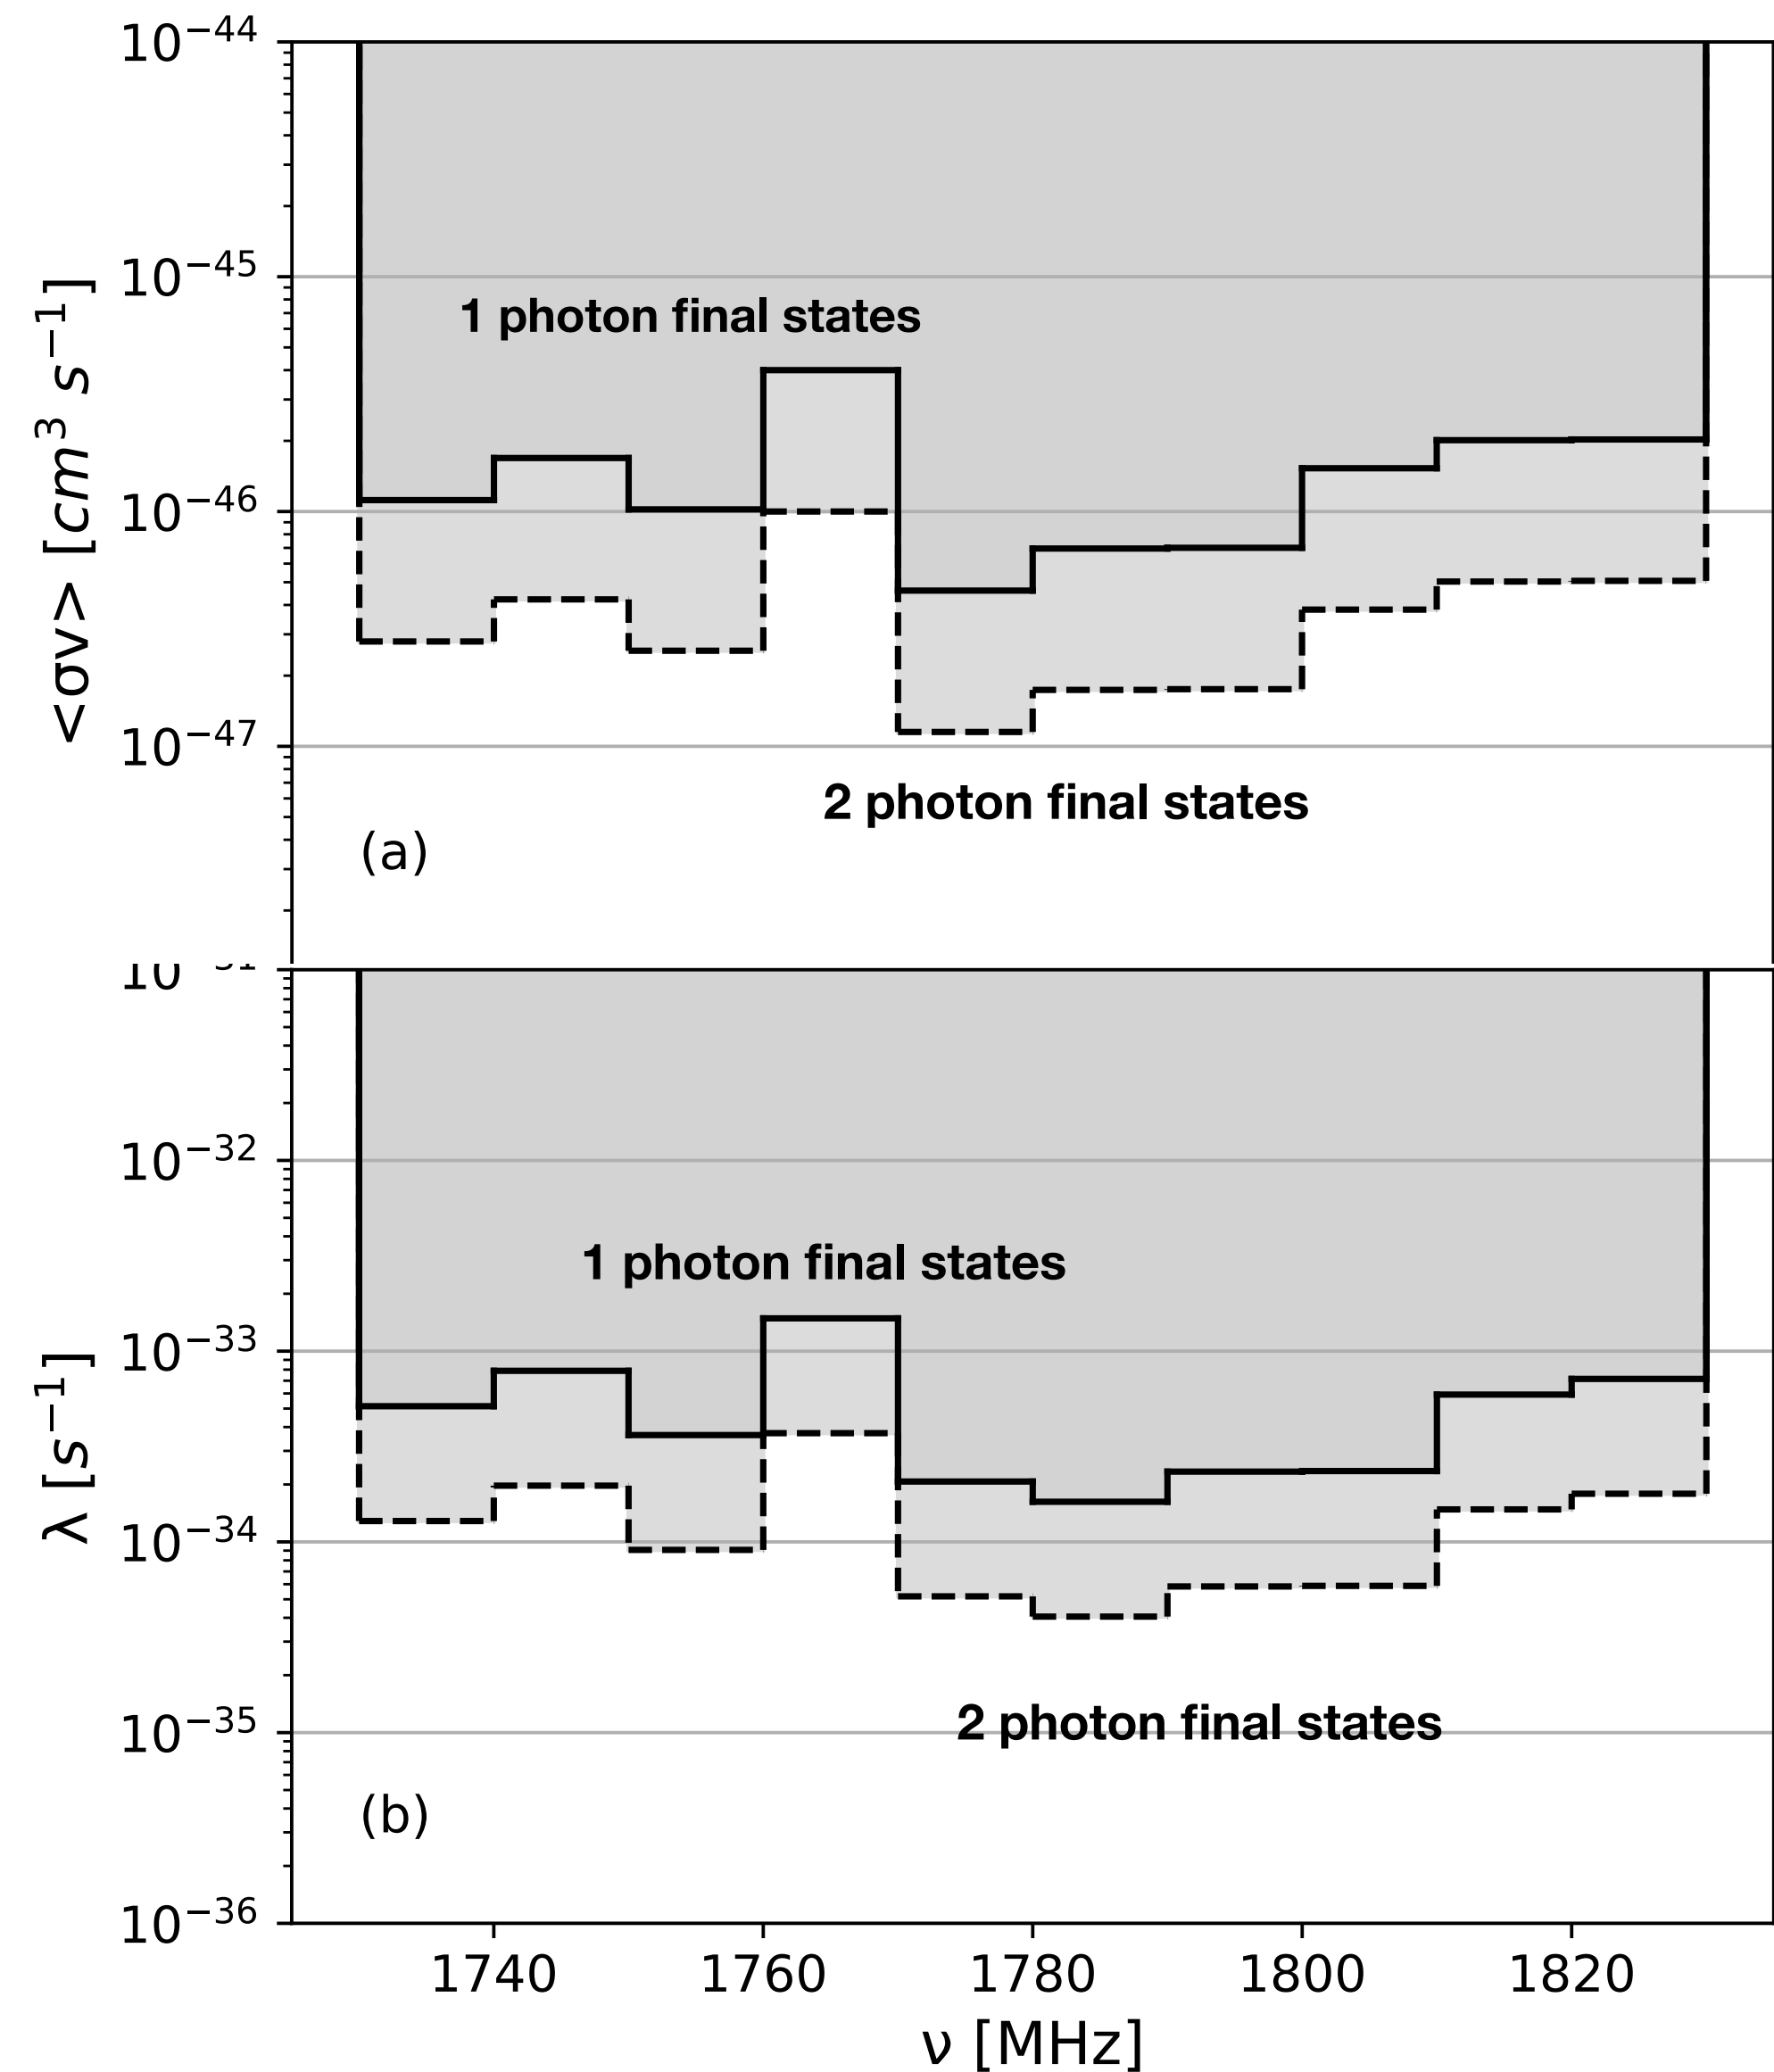 10⁻⁴⁴
10⁻⁴⁵
1 photon final states
10⁻⁴⁶
<σv> [cm³ s⁻¹]
10⁻⁴⁷
2 photon final states
(a)
10⁻³²
1 photon final states
10⁻³³
λ [s⁻¹]
10⁻³⁴
2 photon final states
10⁻³⁵
(b)
10⁻³⁶
1740 1760 1780 1800 1820
ν [MHz]